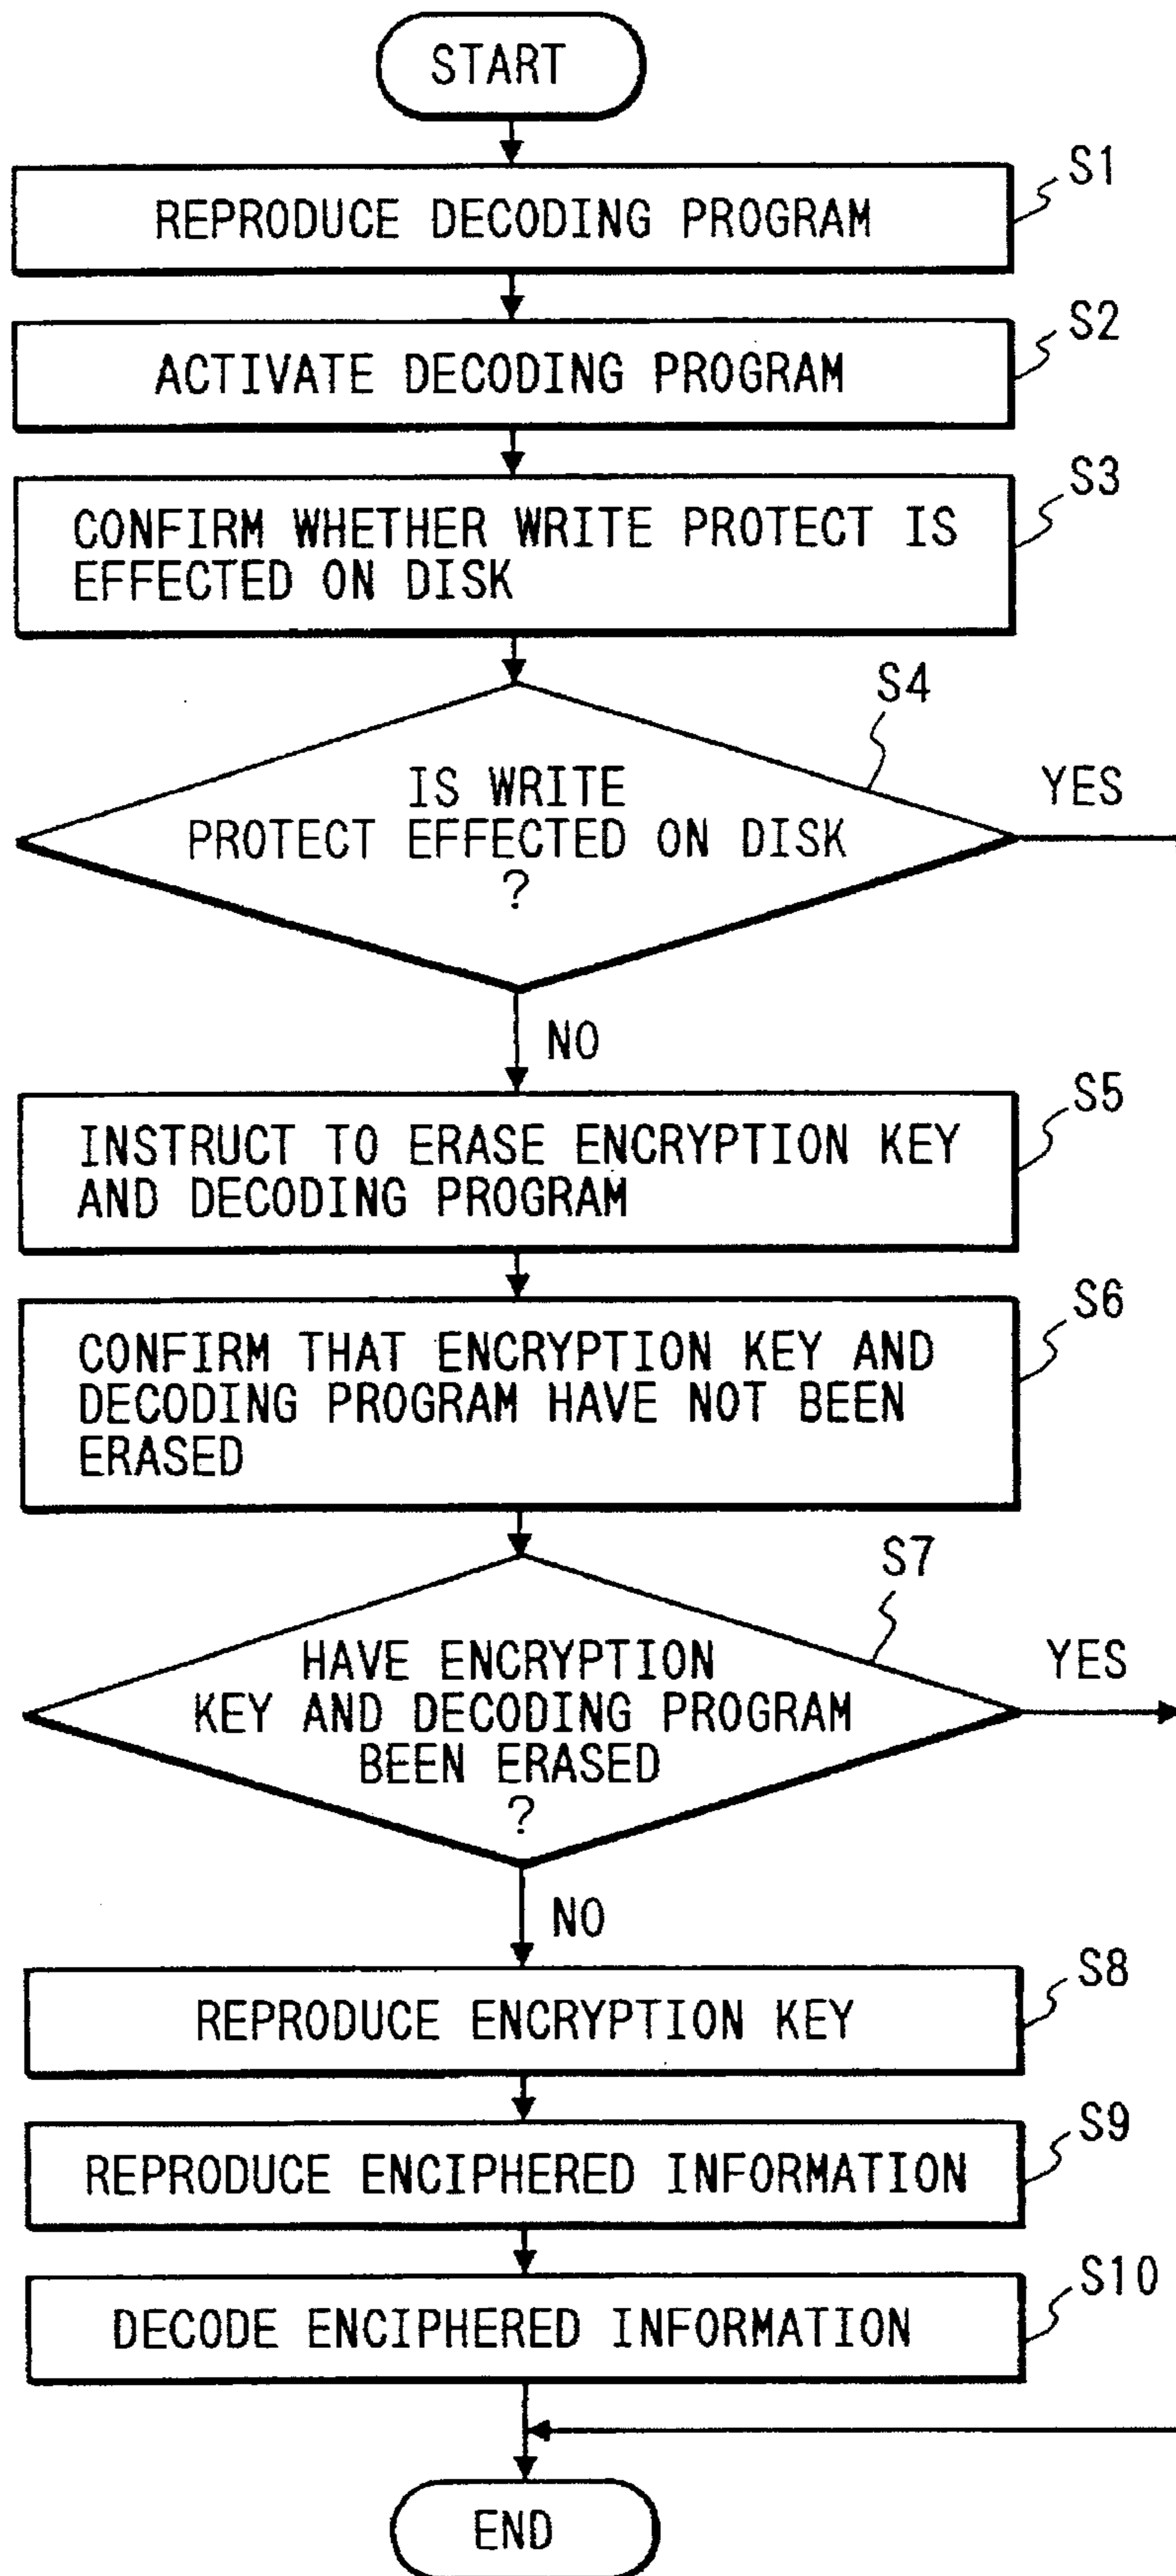 START
S1
REPRODUCE DECODING PROGRAM
S2
ACTIVATE DECODING PROGRAM
S3
CONFIRM WHETHER WRITE PROTECT IS
EFFECTED ON DISK
S4
IS WRITE
PROTECT EFFECTED ON DISK
?
YES
NO
S5
INSTRUCT TO ERASE ENCRYPTION KEY
AND DECODING PROGRAM
S6
CONFIRM THAT ENCRYPTION KEY AND
DECODING PROGRAM HAVE NOT BEEN
ERASED
S7
HAVE ENCRYPTION
KEY AND DECODING PROGRAM
BEEN ERASED
?
YES
NO
S8
REPRODUCE ENCRYPTION KEY
S9
REPRODUCE ENCIPHERED INFORMATION
S10
DECODE ENCIPHERED INFORMATION
END